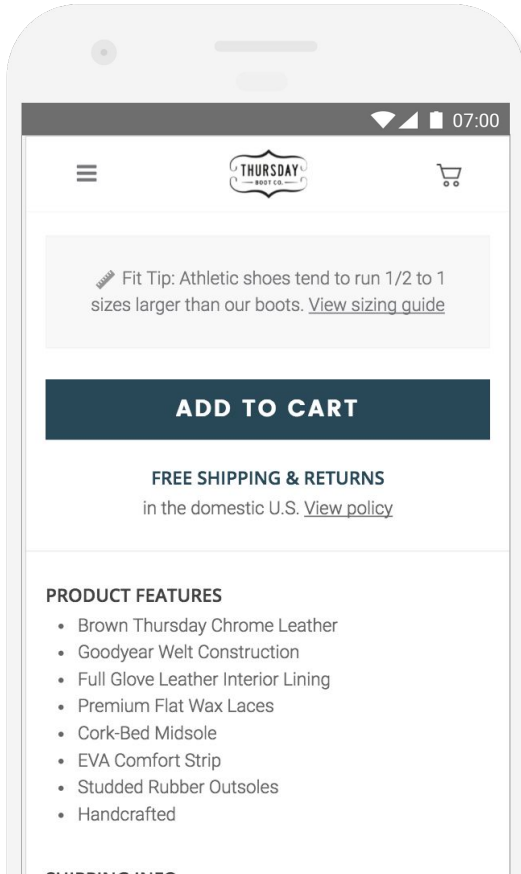 07:00
THURSDAY
BOOT CO.
Fit Tip: Athletic shoes tend to run 1/2 to 1
sizes larger than our boots. View sizing guide
ADD TO CART
FREE SHIPPING & RETURNS
in the domestic U.S. View policy
PRODUCT FEATURES
• Brown Thursday Chrome Leather
• Goodyear Welt Construction
• Full Glove Leather Interior Lining
• Premium Flat Wax Laces
• Cork-Bed Midsole
• EVA Comfort Strip
• Studded Rubber Outsoles
• Handcrafted
SHIPPING INFO